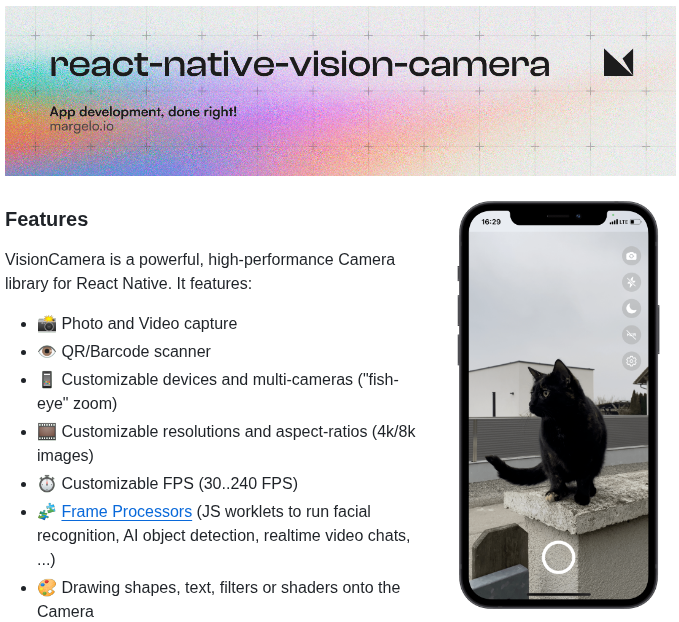 react-native-vision-camera
App development, done right!
margelo.io
Features
16:29
LTE
VisionCamera is a powerful, high-performance Camera
library for React Native. It features:
📸 Photo and Video capture
👁️ QR/Barcode scanner
📱 Customizable devices and multi-cameras ("fish-
eye" zoom)
🎞️ Customizable resolutions and aspect-ratios (4k/8k
images)
⏱️ Customizable FPS (30..240 FPS)
🧩 Frame Processors (JS worklets to run facial
recognition, AI object detection, realtime video chats,
...)
🎨 Drawing shapes, text, filters or shaders onto the
Camera